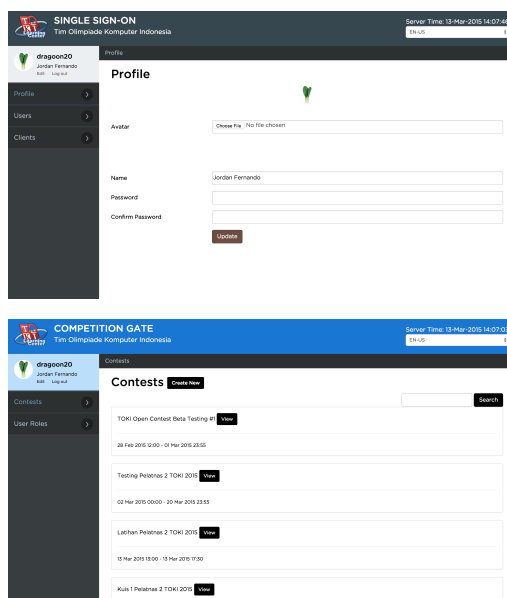 SINGLE SIGN-ON
Tim Olimpiade Komputer Indonesia
Server Time: 13-Mar-2015 14:07:46
EN-US
dragoon20
Jordan Fernando
Edit Log out
Profile
Users
Clients
Profile
Profile
Avatar
Choose File No file chosen
Name
Jordan Fernando
Password
Confirm Password
Update
COMPETITION GATE
Tim Olimpiade Komputer Indonesia
Server Time: 13-Mar-2015 14:07:03
EN-US
dragoon20
Jordan Fernando
Edit Log out
Contests
User Roles
Contests
Contests Create New
Search
TOKI Open Contest Beta Testing #1 View
28 Feb 2015 12:00 - 01 Mar 2015 23:55
Testing Pelatnas 2 TOKI 2015 View
02 Mar 2015 00:00 - 20 Mar 2015 23:55
Latihan Pelatnas 2 TOKI 2015 View
13 Mar 2015 13:00 - 13 Mar 2015 17:30
Kuis 1 Pelatnas 2 TOKI 2015 View